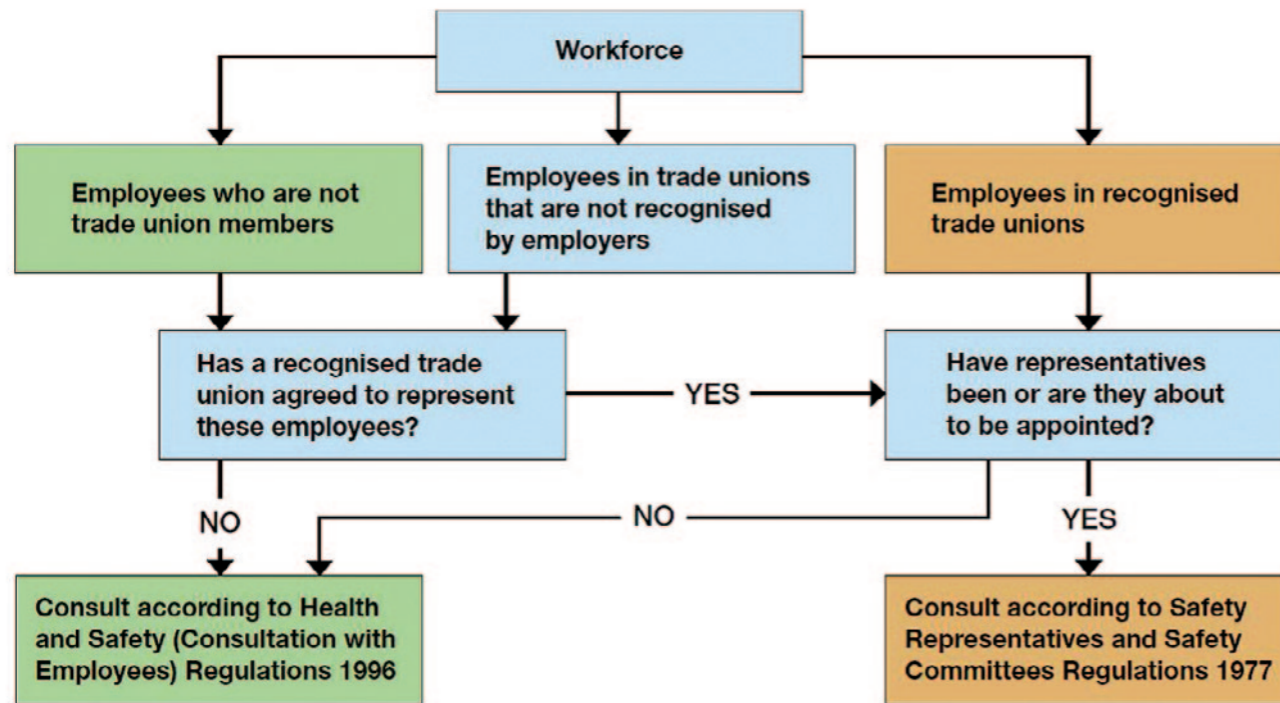 Workforce
Employees who are not
trade union members
Employees in trade unions
that are not recognised
by employers
Employees in recognised
trade unions
Has a recognised trade
union agreed to represent
these employees?
YES
Have representatives
been or are they about
to be appointed?
NO
NO
YES
Consult according to Health
and Safety (Consultation with
Employees) Regulations 1996
Consult according to Safety
Representatives and Safety
Committees Regulations 1977